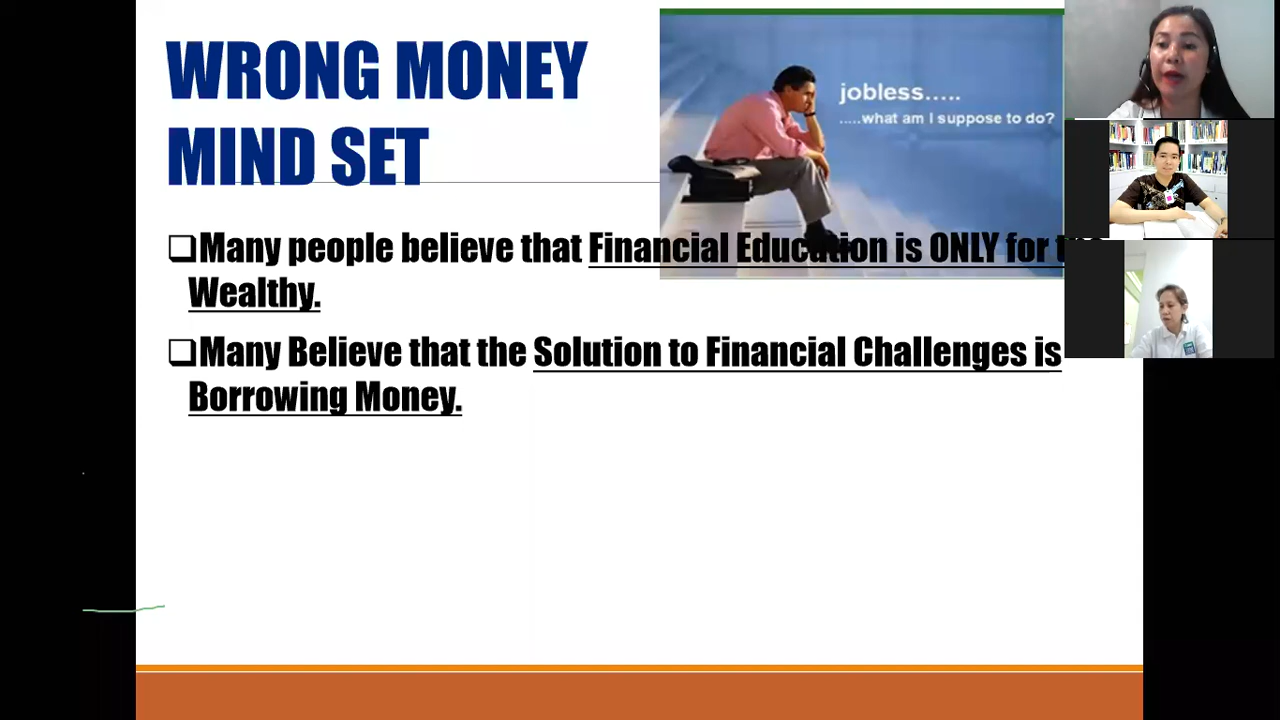 WRONG MONEY
MIND SET
jobless.....
.....what am I suppose to do?
❑Many people believe that Financial Education is ONLY for
Wealthy.
❑Many Believe that the Solution to Financial Challenges is
Borrowing Money.